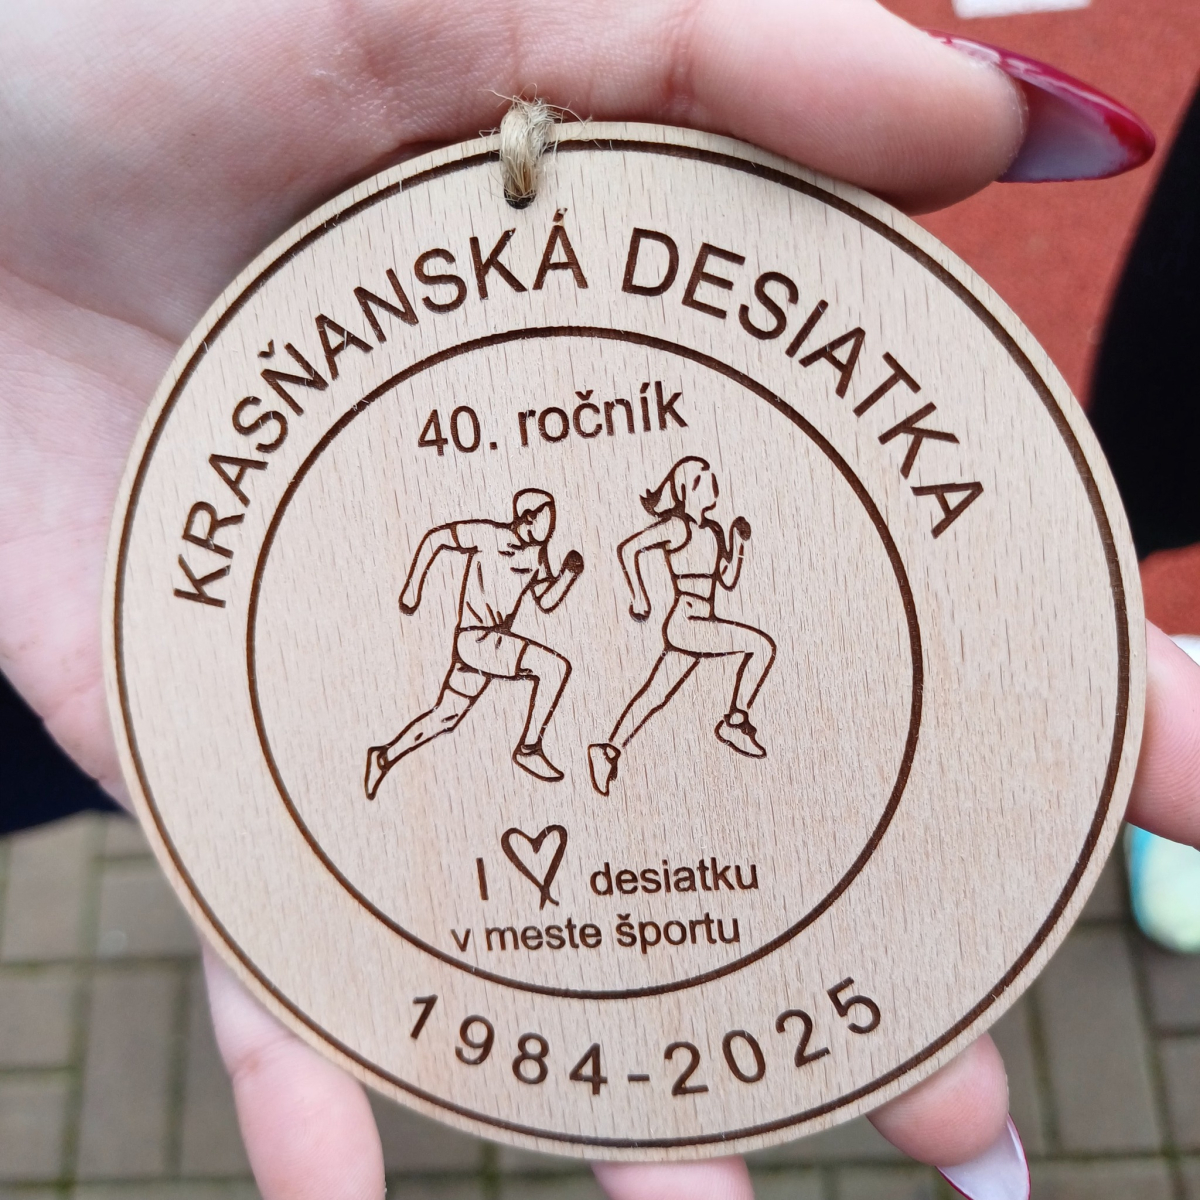 KRASŇANSKÁ DESIATKA
40. ročník
I ♡ desiatku
v meste športu
1984-2025